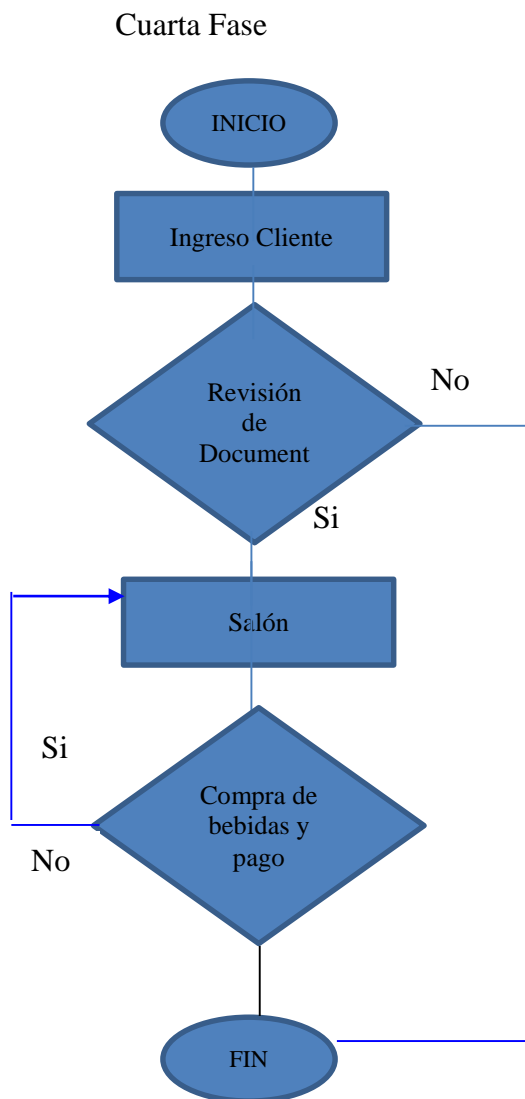 Cuarta Fase
INICIO
Ingreso Cliente
Revisión
de
Document
No
Si
Salón
Si
Compra de
bebidas y
pago
No
FIN